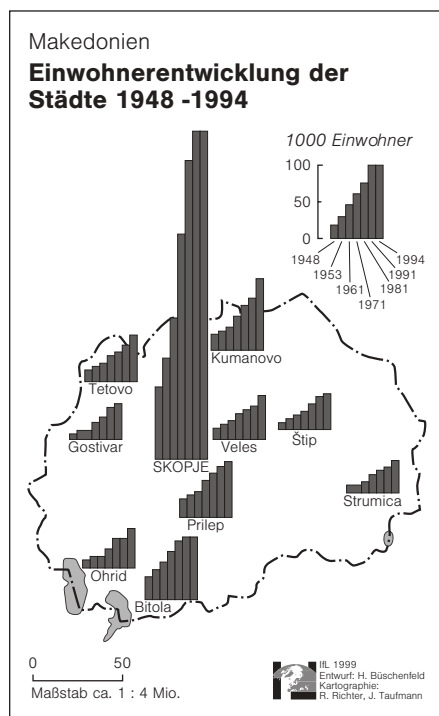 Makedonien
Einwohnerentwicklung der
Städte 1948 -1994
1000 Einwohner
100
50
0
1948
1953
1961
1971
1981
1991
1994
Kumanovo
Tetovo
Gostivar
SKOPJE
Veles
Štip
Strumica
Prilep
Ohrid
Bitola
0 50
Maßstab ca. 1 : 4 Mio.
IfL 1999
Entwurf: H. Büschenfeld
Kartographie:
R. Richter, J. Taufmann